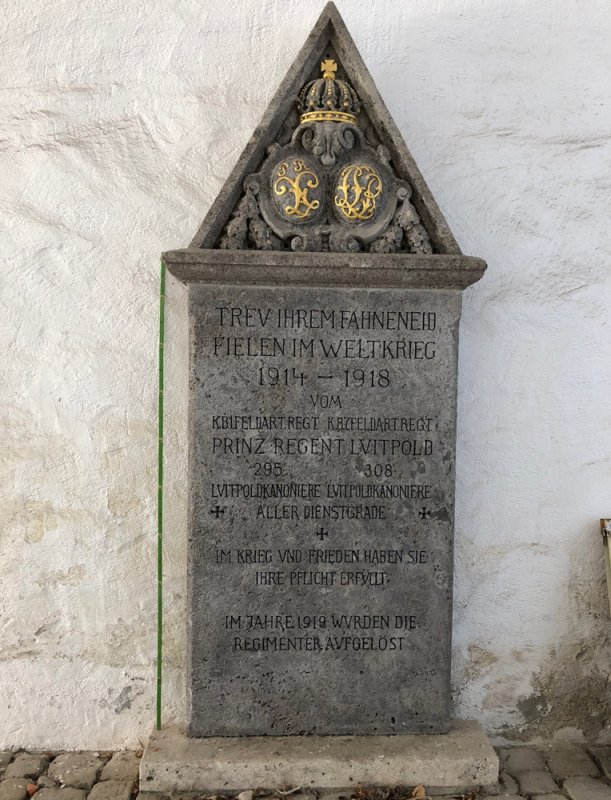 TREV IHREM FAHNENEID
FIELEN IM WELTKRIEG
1914 – 1918
VOM
K.B.1.FELDART.REGT. K.B.7.FELDART.REGT.
PRINZ REGENT LVITPOLD
295 308
LVITPOLDKANONIERE LVITPOLDKANONIERE
ALLER DIENSTGRADE
IM KRIEG VND FRIEDEN HABEN SIE
IHRE PFLICHT ERFÜLLT.
IM JAHRE 1919 WVRDEN DIE
REGIMENTER AVFGELÖST